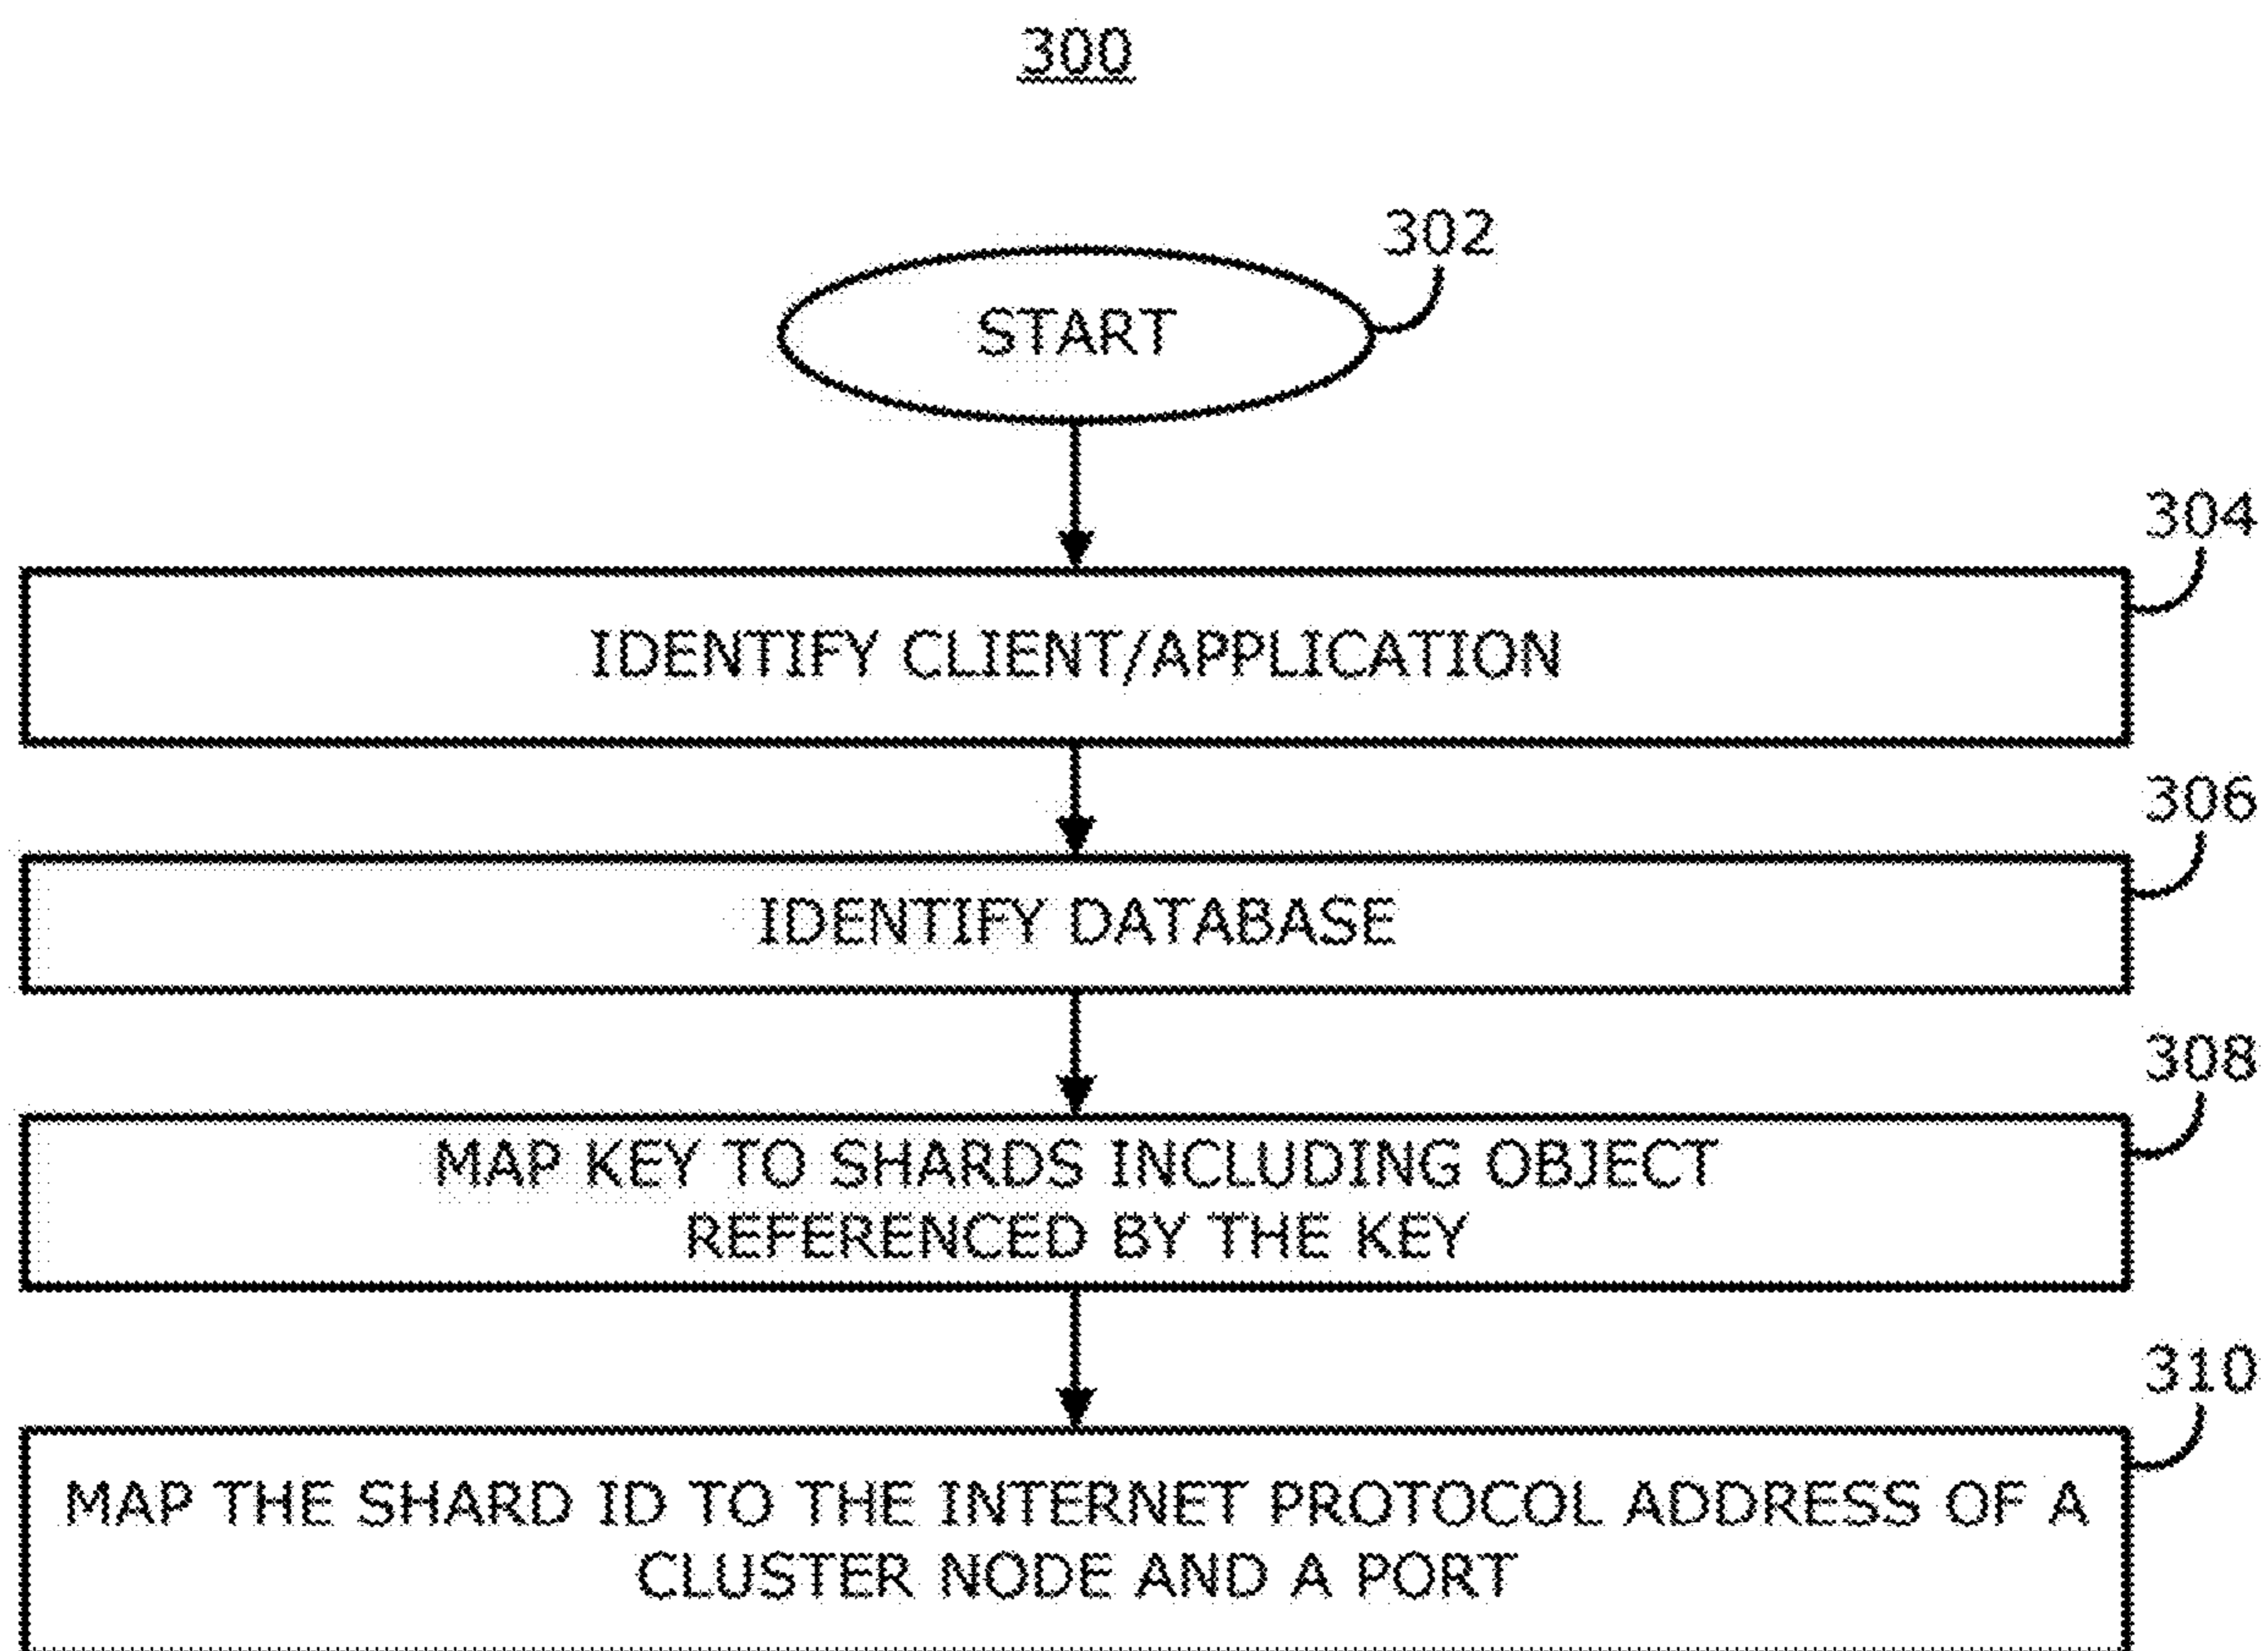 300
302
START
304
IDENTIFY CLIENT/APPLICATION
306
IDENTIFY DATABASE
308
MAP KEY TO SHARDS INCLUDING OBJECT
REFERENCED BY THE KEY
310
MAP THE SHARD ID TO THE INTERNET PROTOCOL ADDRESS OF A
CLUSTER NODE AND A PORT